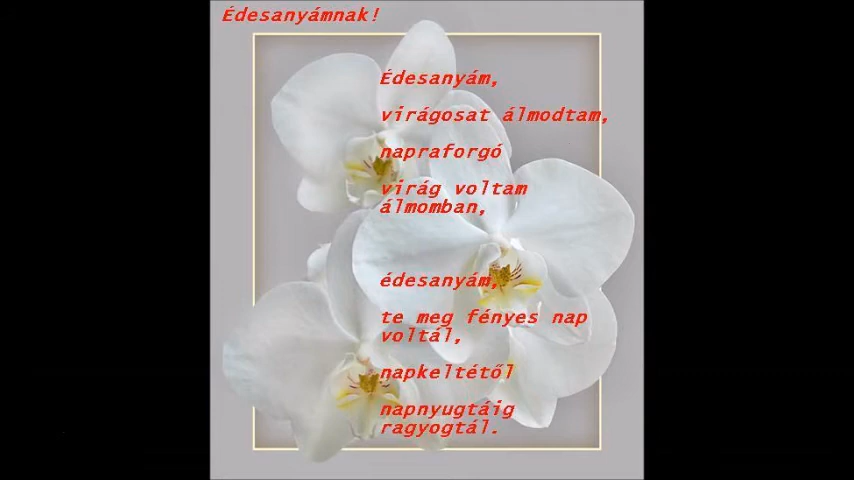 Édesanyámnak!
Édesanyám,
virágosat álmodtam,
napraforgó
virág voltam
álmomban,
édesanyám,
te meg fényes nap
voltál,
napkeltétől
napnyugtáig
ragyogtál.